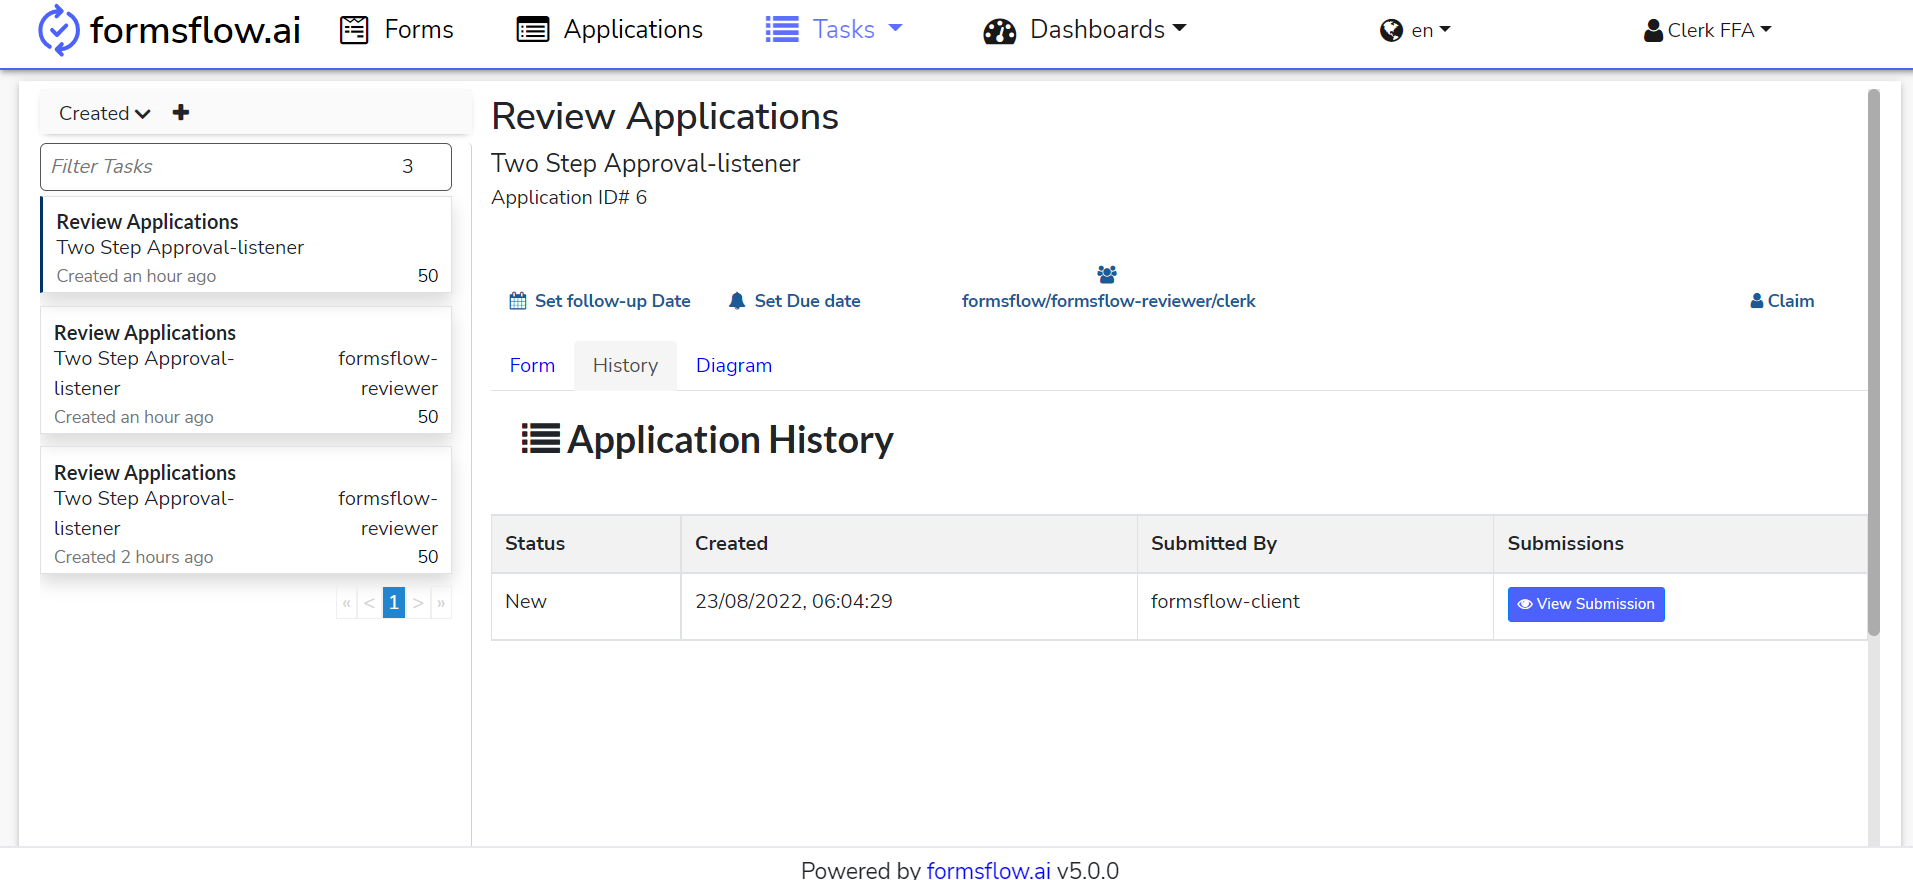 formsflow.ai Forms Applications Tasks Dashboards en Clerk FFA
Created
Filter Tasks 3
Review Applications
Two Step Approval-listener
Created an hour ago 50
Review Applications
Two Step Approval- formsflow-
listener reviewer
Created an hour ago 50
Review Applications
Two Step Approval- formsflow-
listener reviewer
Created 2 hours ago 50
« < 1 > »
Review Applications
Two Step Approval-listener
Application ID# 6
Set follow-up Date Set Due date formsflow/formsflow-reviewer/clerk Claim
Form History Diagram
Application History
Status Created Submitted By Submissions
New 23/08/2022, 06:04:29 formsflow-client View Submission
Powered by formsflow.ai v5.0.0